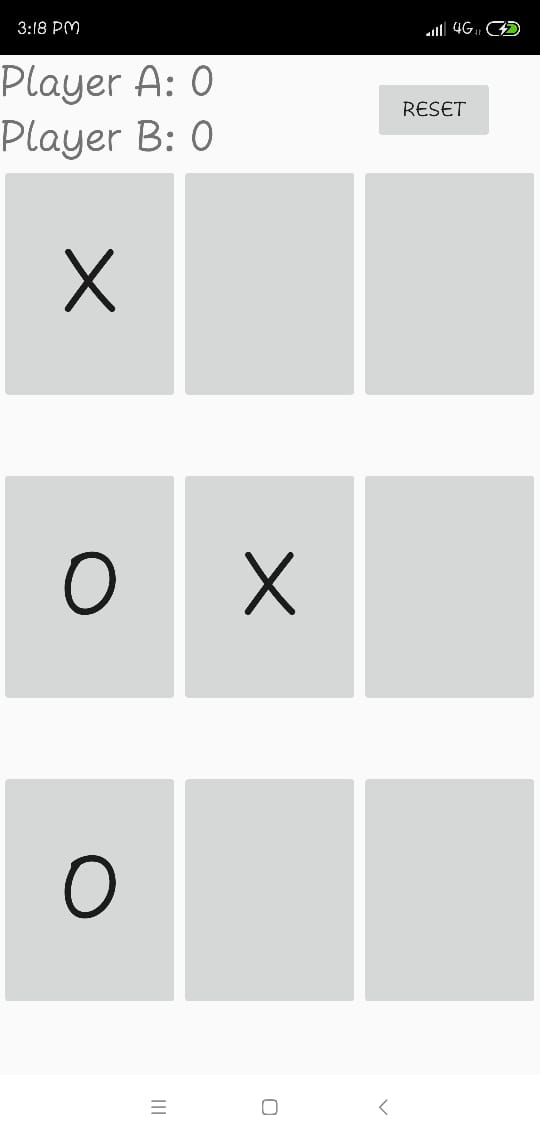 3:18 PM 4G
Player A: 0
RESET
Player B: 0
X
O X
O